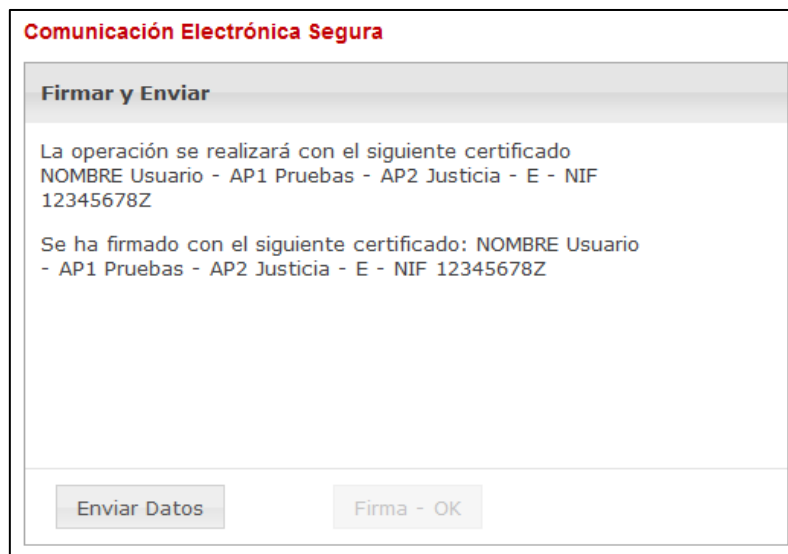 Comunicación Electrónica Segura
Firmar y Enviar
La operación se realizará con el siguiente certificado
NOMBRE Usuario - AP1 Pruebas - AP2 Justicia - E - NIF
12345678Z
Se ha firmado con el siguiente certificado: NOMBRE Usuario
- AP1 Pruebas - AP2 Justicia - E - NIF 12345678Z
Enviar Datos
Firma - OK